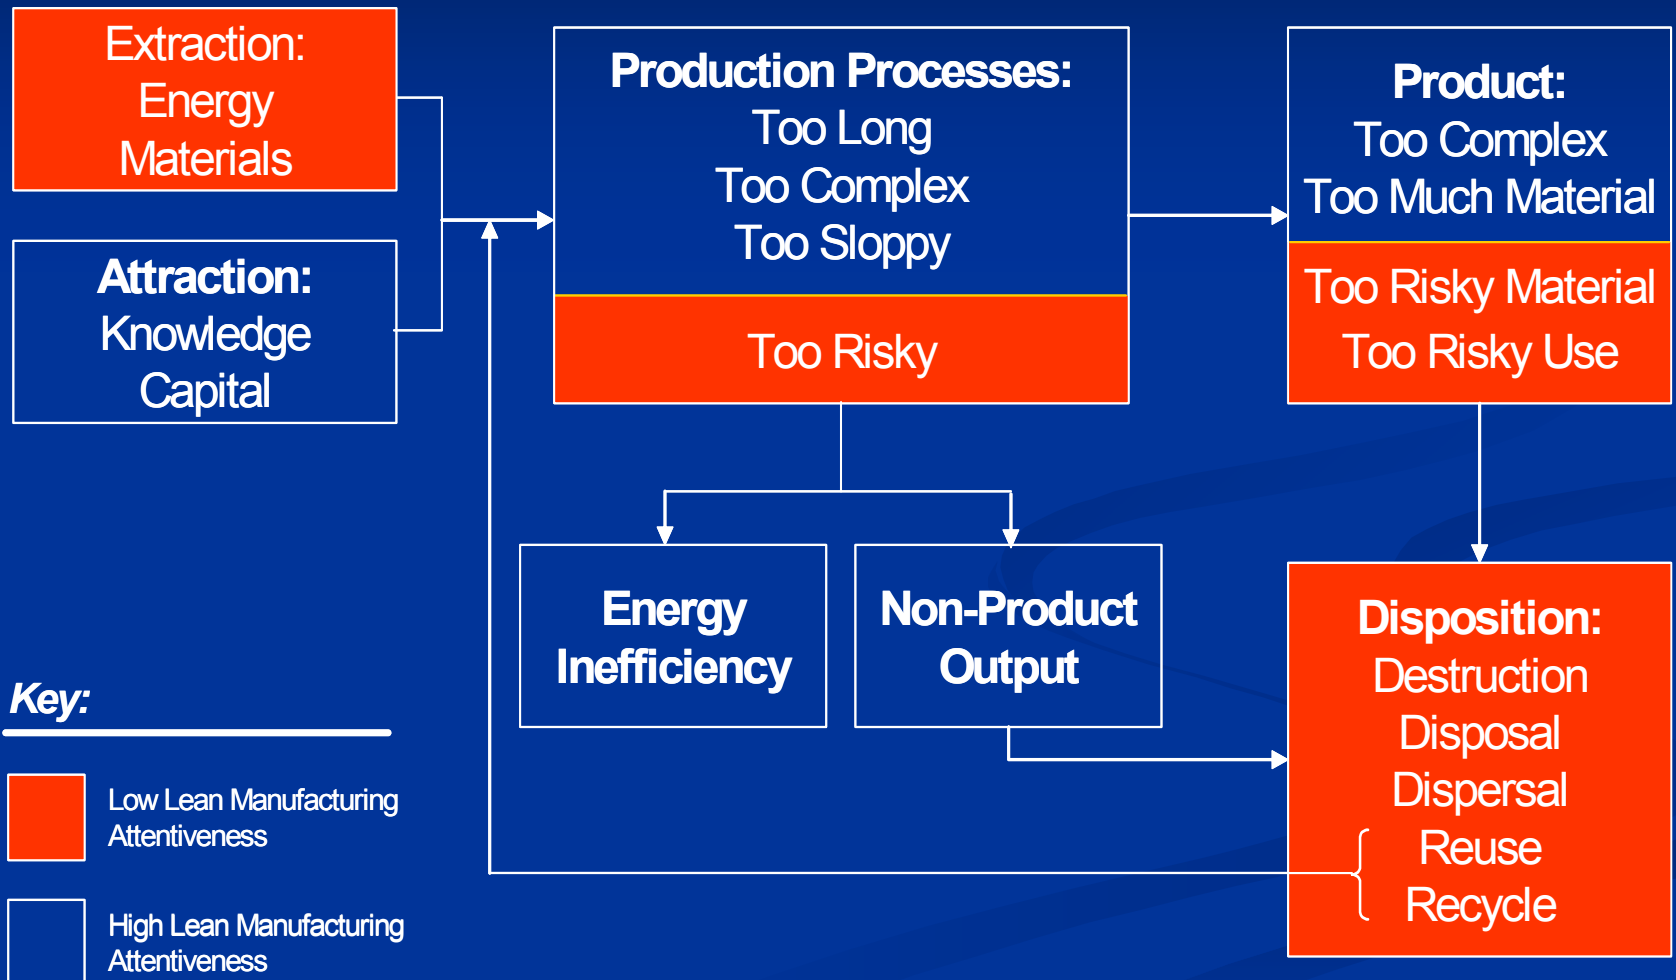 Extraction:
Energy
Materials
Attraction:
Knowledge
Capital
Production Processes:
Too Long
Too Complex
Too Sloppy
Too Risky
Product:
Too Complex
Too Much Material
Too Risky Material
Too Risky Use
Energy
Inefficiency
Non-Product
Output
Disposition:
Destruction
Disposal
Dispersal
Reuse
Recycle
Key:
Low Lean Manufacturing
Attentiveness
High Lean Manufacturing
Attentiveness